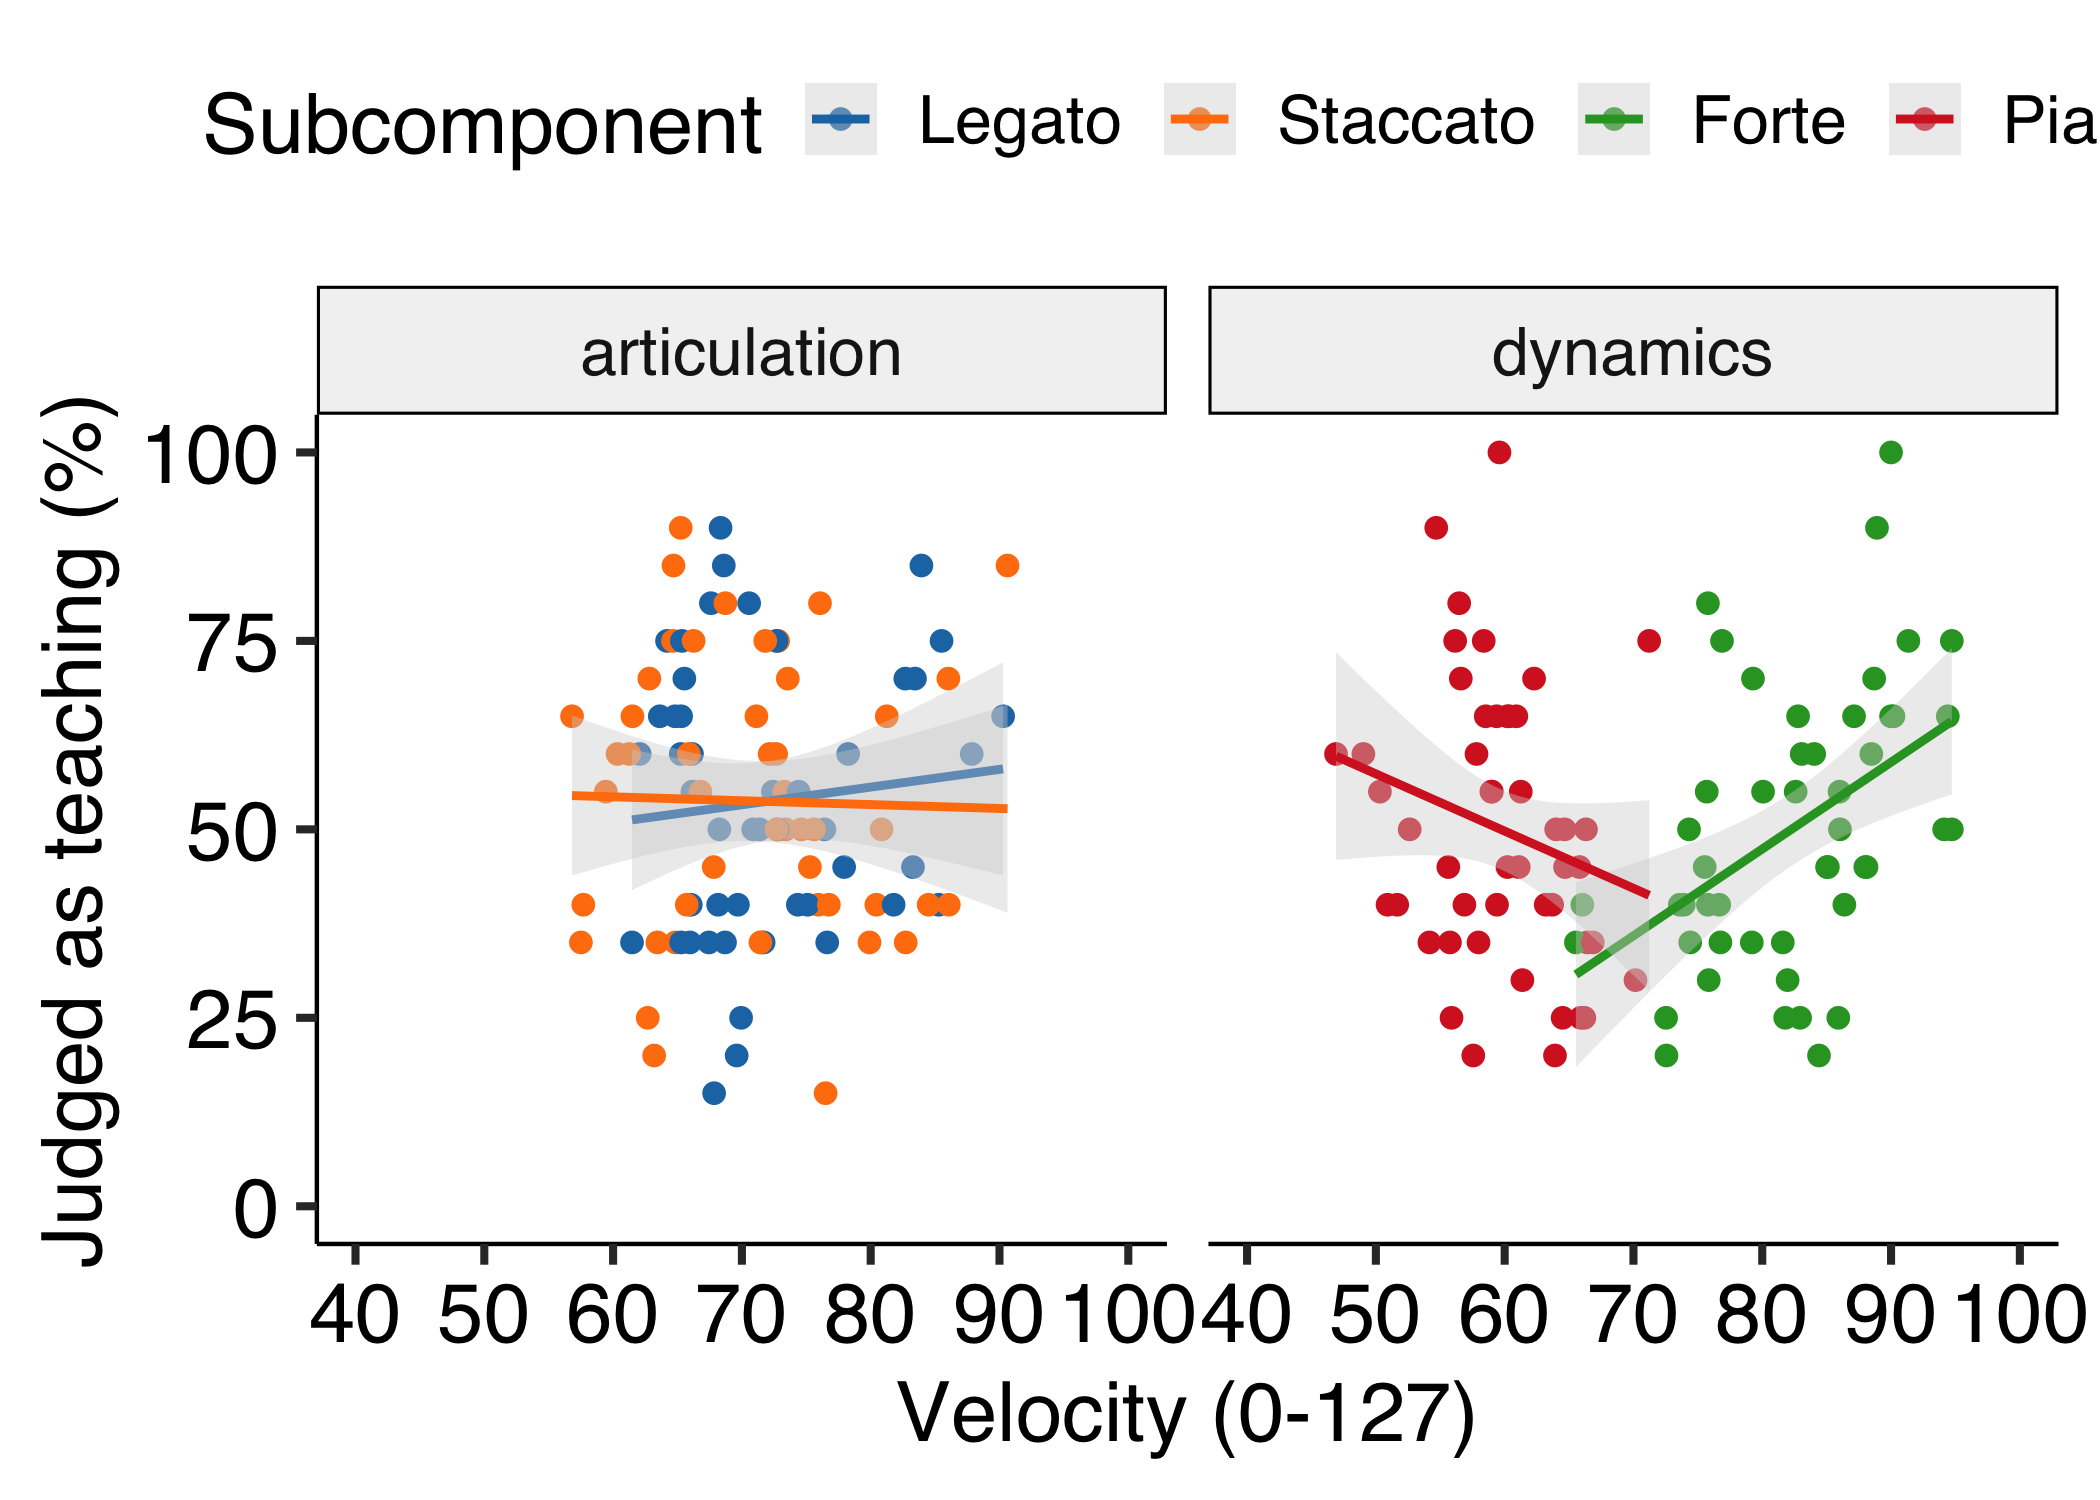 Subcomponent Legato Staccato Forte Pia
articulation dynamics
Judged as teaching (%)
100
75
50
25
0
40 50 60 70 80 90 100 40 50 60 70 80 90 100
Velocity (0-127)